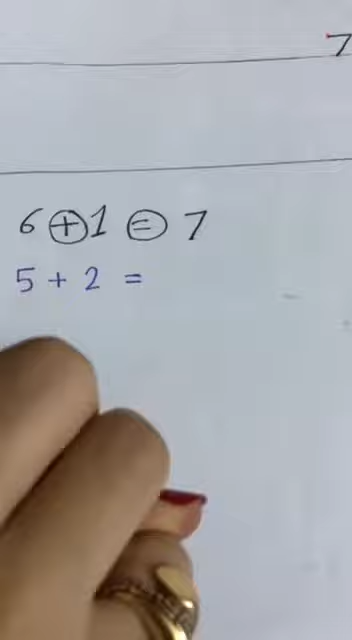 7
6 + 1 = 7
5 + 2 =